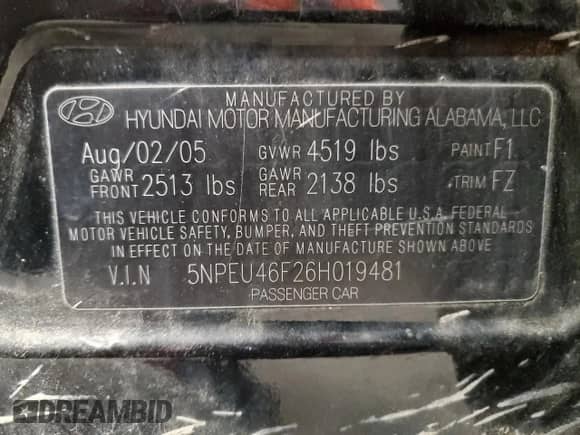 MANUFACTURED BY
HYUNDAI MOTOR MANUFACTURING ALABAMA, LLC
Aug/02/05 GVWR 4519 lbs PAINT F1
GAWR FRONT 2513 lbs GAWR REAR 2138 lbs TRIM FZ
THIS VEHICLE CONFORMS TO ALL APPLICABLE U.S.A. FEDERAL
MOTOR VEHICLE SAFETY, BUMPER, AND THEFT PREVENTION STANDARDS
IN EFFECT ON THE DATE OF MANUFACTURE SHOWN ABOVE
V.I.N 5NPEU46F26H019481
PASSENGER CAR
DREAMBID